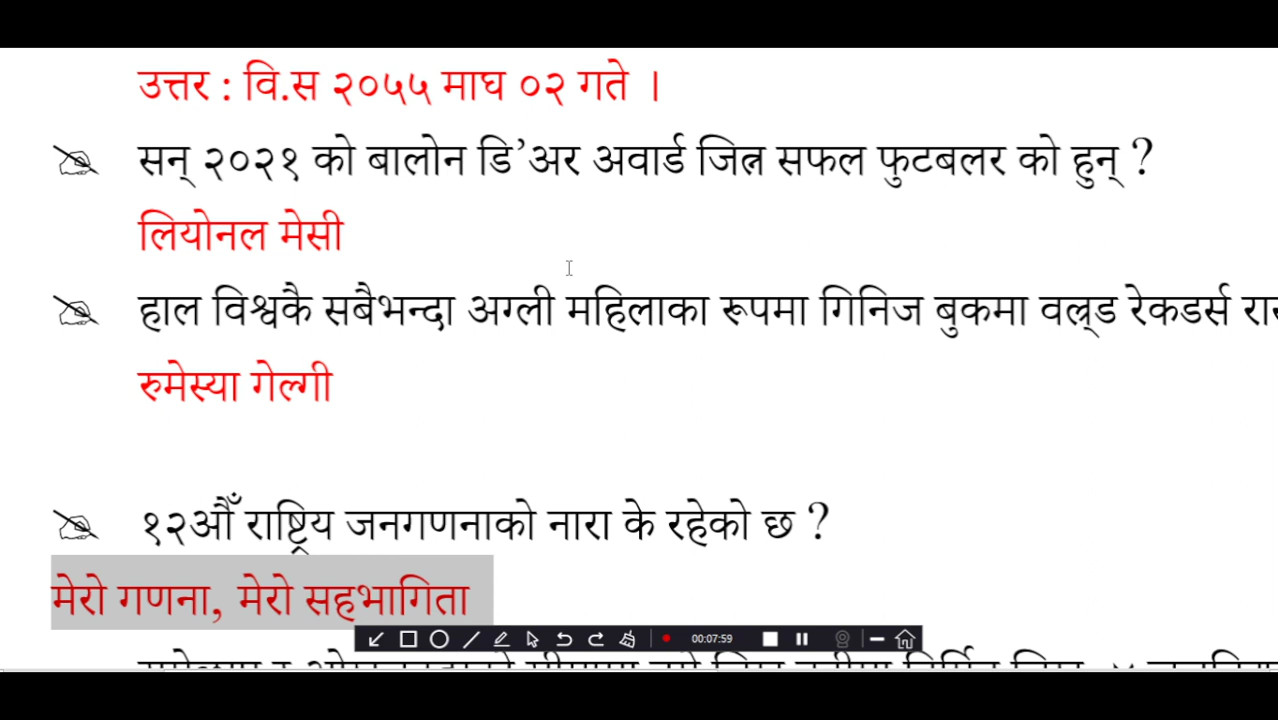 उत्तर : वि.स २०५५ माघ ०२ गते ।
सन् २०२१ को बालोन डि’अर अवार्ड जित्न सफल फुटबलर को हुन् ?
लियोनल मेसी
हाल विश्वकै सबैभन्दा अग्ली महिलाका रूपमा गिनिज बुकमा वल्र्ड रेकडर्स
रुमेस्या गेल्गी
१२औँ राष्ट्रिय जनगणनाको नारा के रहेको छ ?
मेरो गणना, मेरो सहभागिता
00:07:59